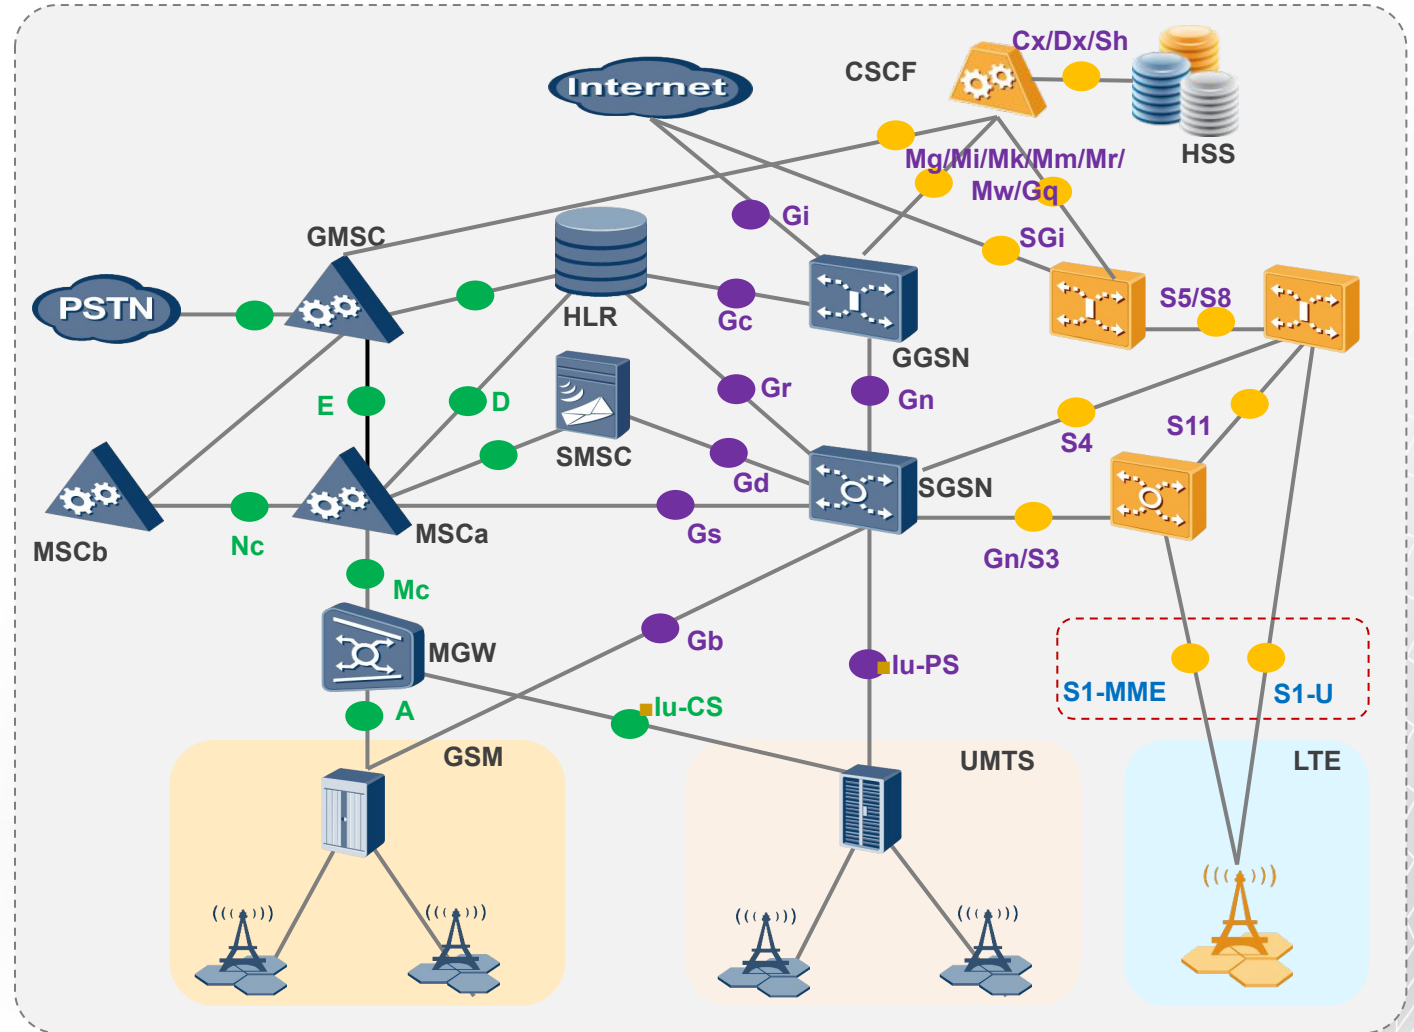 Cx/Dx/Sh
CSCF
Internet
HSS
Mg/Mi/Mk/Mm/Mr/
Mw/Gq
Gi
GMSC
SGi
PSTN
HLR
Gc
S5/S8
GGSN
E
D
Gr
Gn
S4
S11
SMSC
Gd
SGSN
MSCb
Nc
MSCa
Gs
Gn/S3
Mc
MGW
Gb
Iu-PS
S1-MME
S1-U
A
Iu-CS
GSM
UMTS
LTE